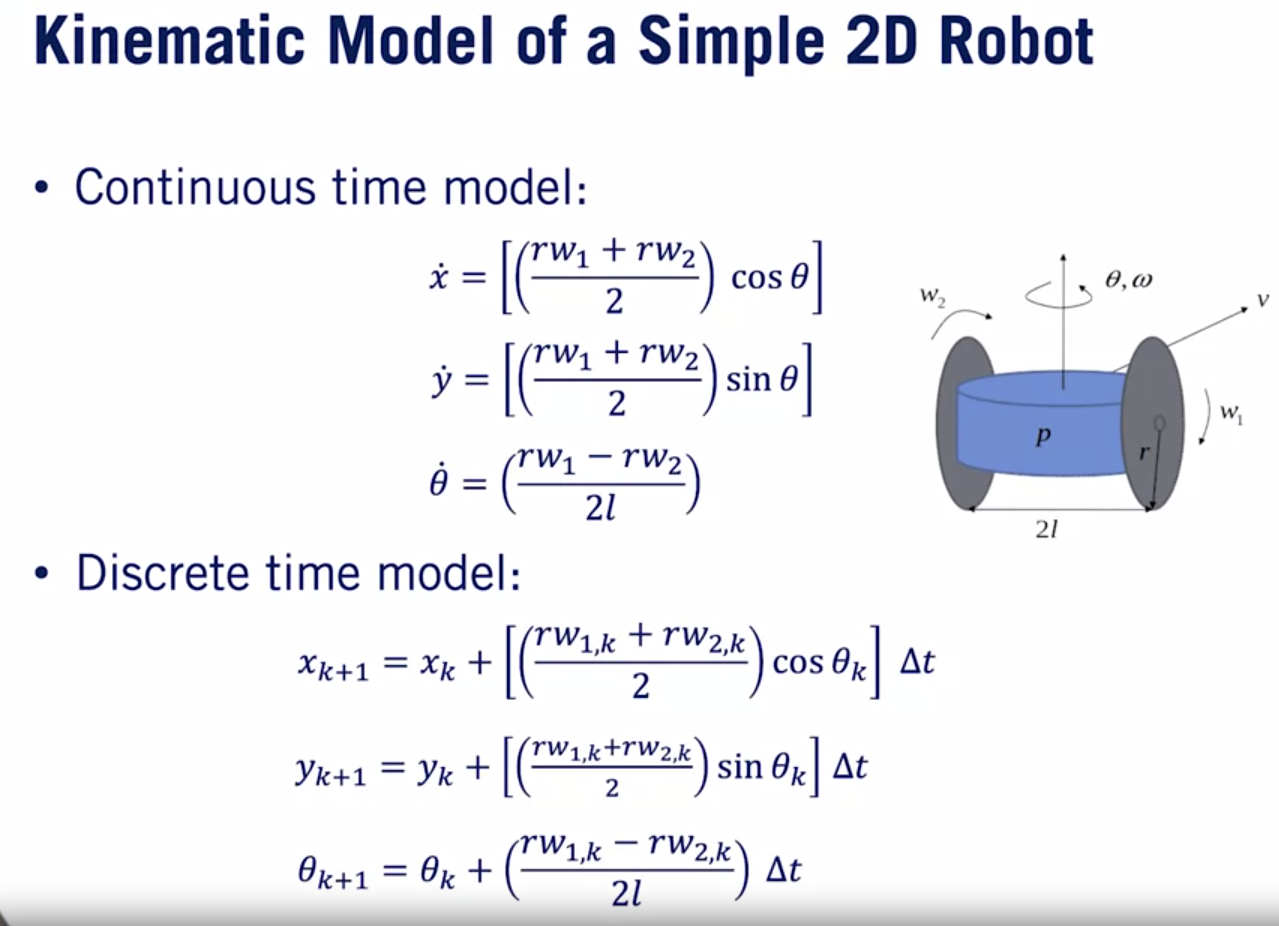 Kinematic Model of a Simple 2D Robot
• Continuous time model:
ẋ = [((rw₁ + rw₂)/2) cos θ]
ẏ = [((rw₁ + rw₂)/2) sin θ]
θ̇ = ((rw₁ − rw₂)/2l)
w₂
θ, ω
v
w₁
p
r
2l
• Discrete time model:
xₖ₊₁ = xₖ + [((rw₁,ₖ + rw₂,ₖ)/2) cos θₖ] Δt
yₖ₊₁ = yₖ + [((rw₁,ₖ+rw₂,ₖ)/2) sin θₖ] Δt
θₖ₊₁ = θₖ + ((rw₁,ₖ − rw₂,ₖ)/2l) Δt